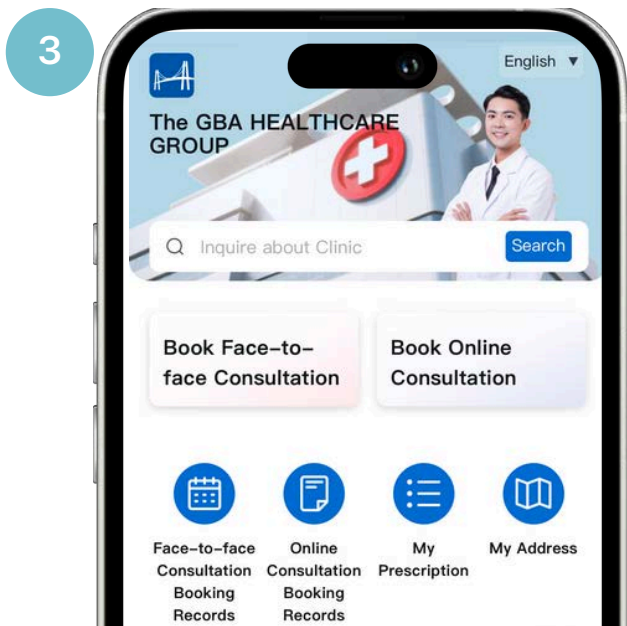 3
English ▼
The GBA HEALTHCARE
GROUP
Inquire about Clinic
Search
Book Face-to-
face Consultation
Book Online
Consultation
Face-to-face
Consultation
Booking
Records
Online
Consultation
Booking
Records
My
Prescription
My Address